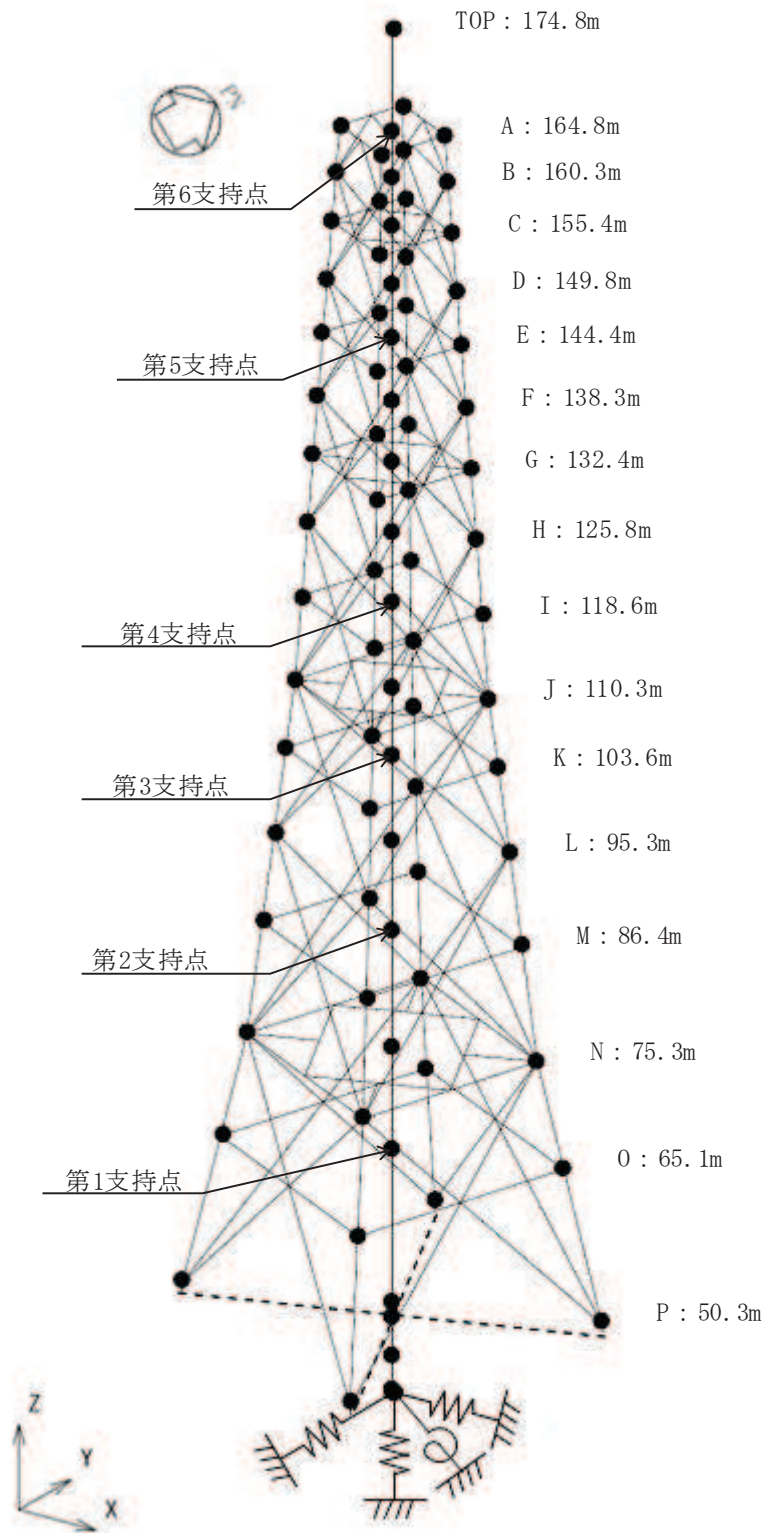 TOP : 174.8m
A : 164.8m
第6支持点
B : 160.3m
C : 155.4m
D : 149.8m
E : 144.4m
第5支持点
F : 138.3m
G : 132.4m
H : 125.8m
I : 118.6m
第4支持点
J : 110.3m
K : 103.6m
第3支持点
L : 95.3m
M : 86.4m
第2支持点
N : 75.3m
O : 65.1m
第1支持点
P : 50.3m
Z
Y
X